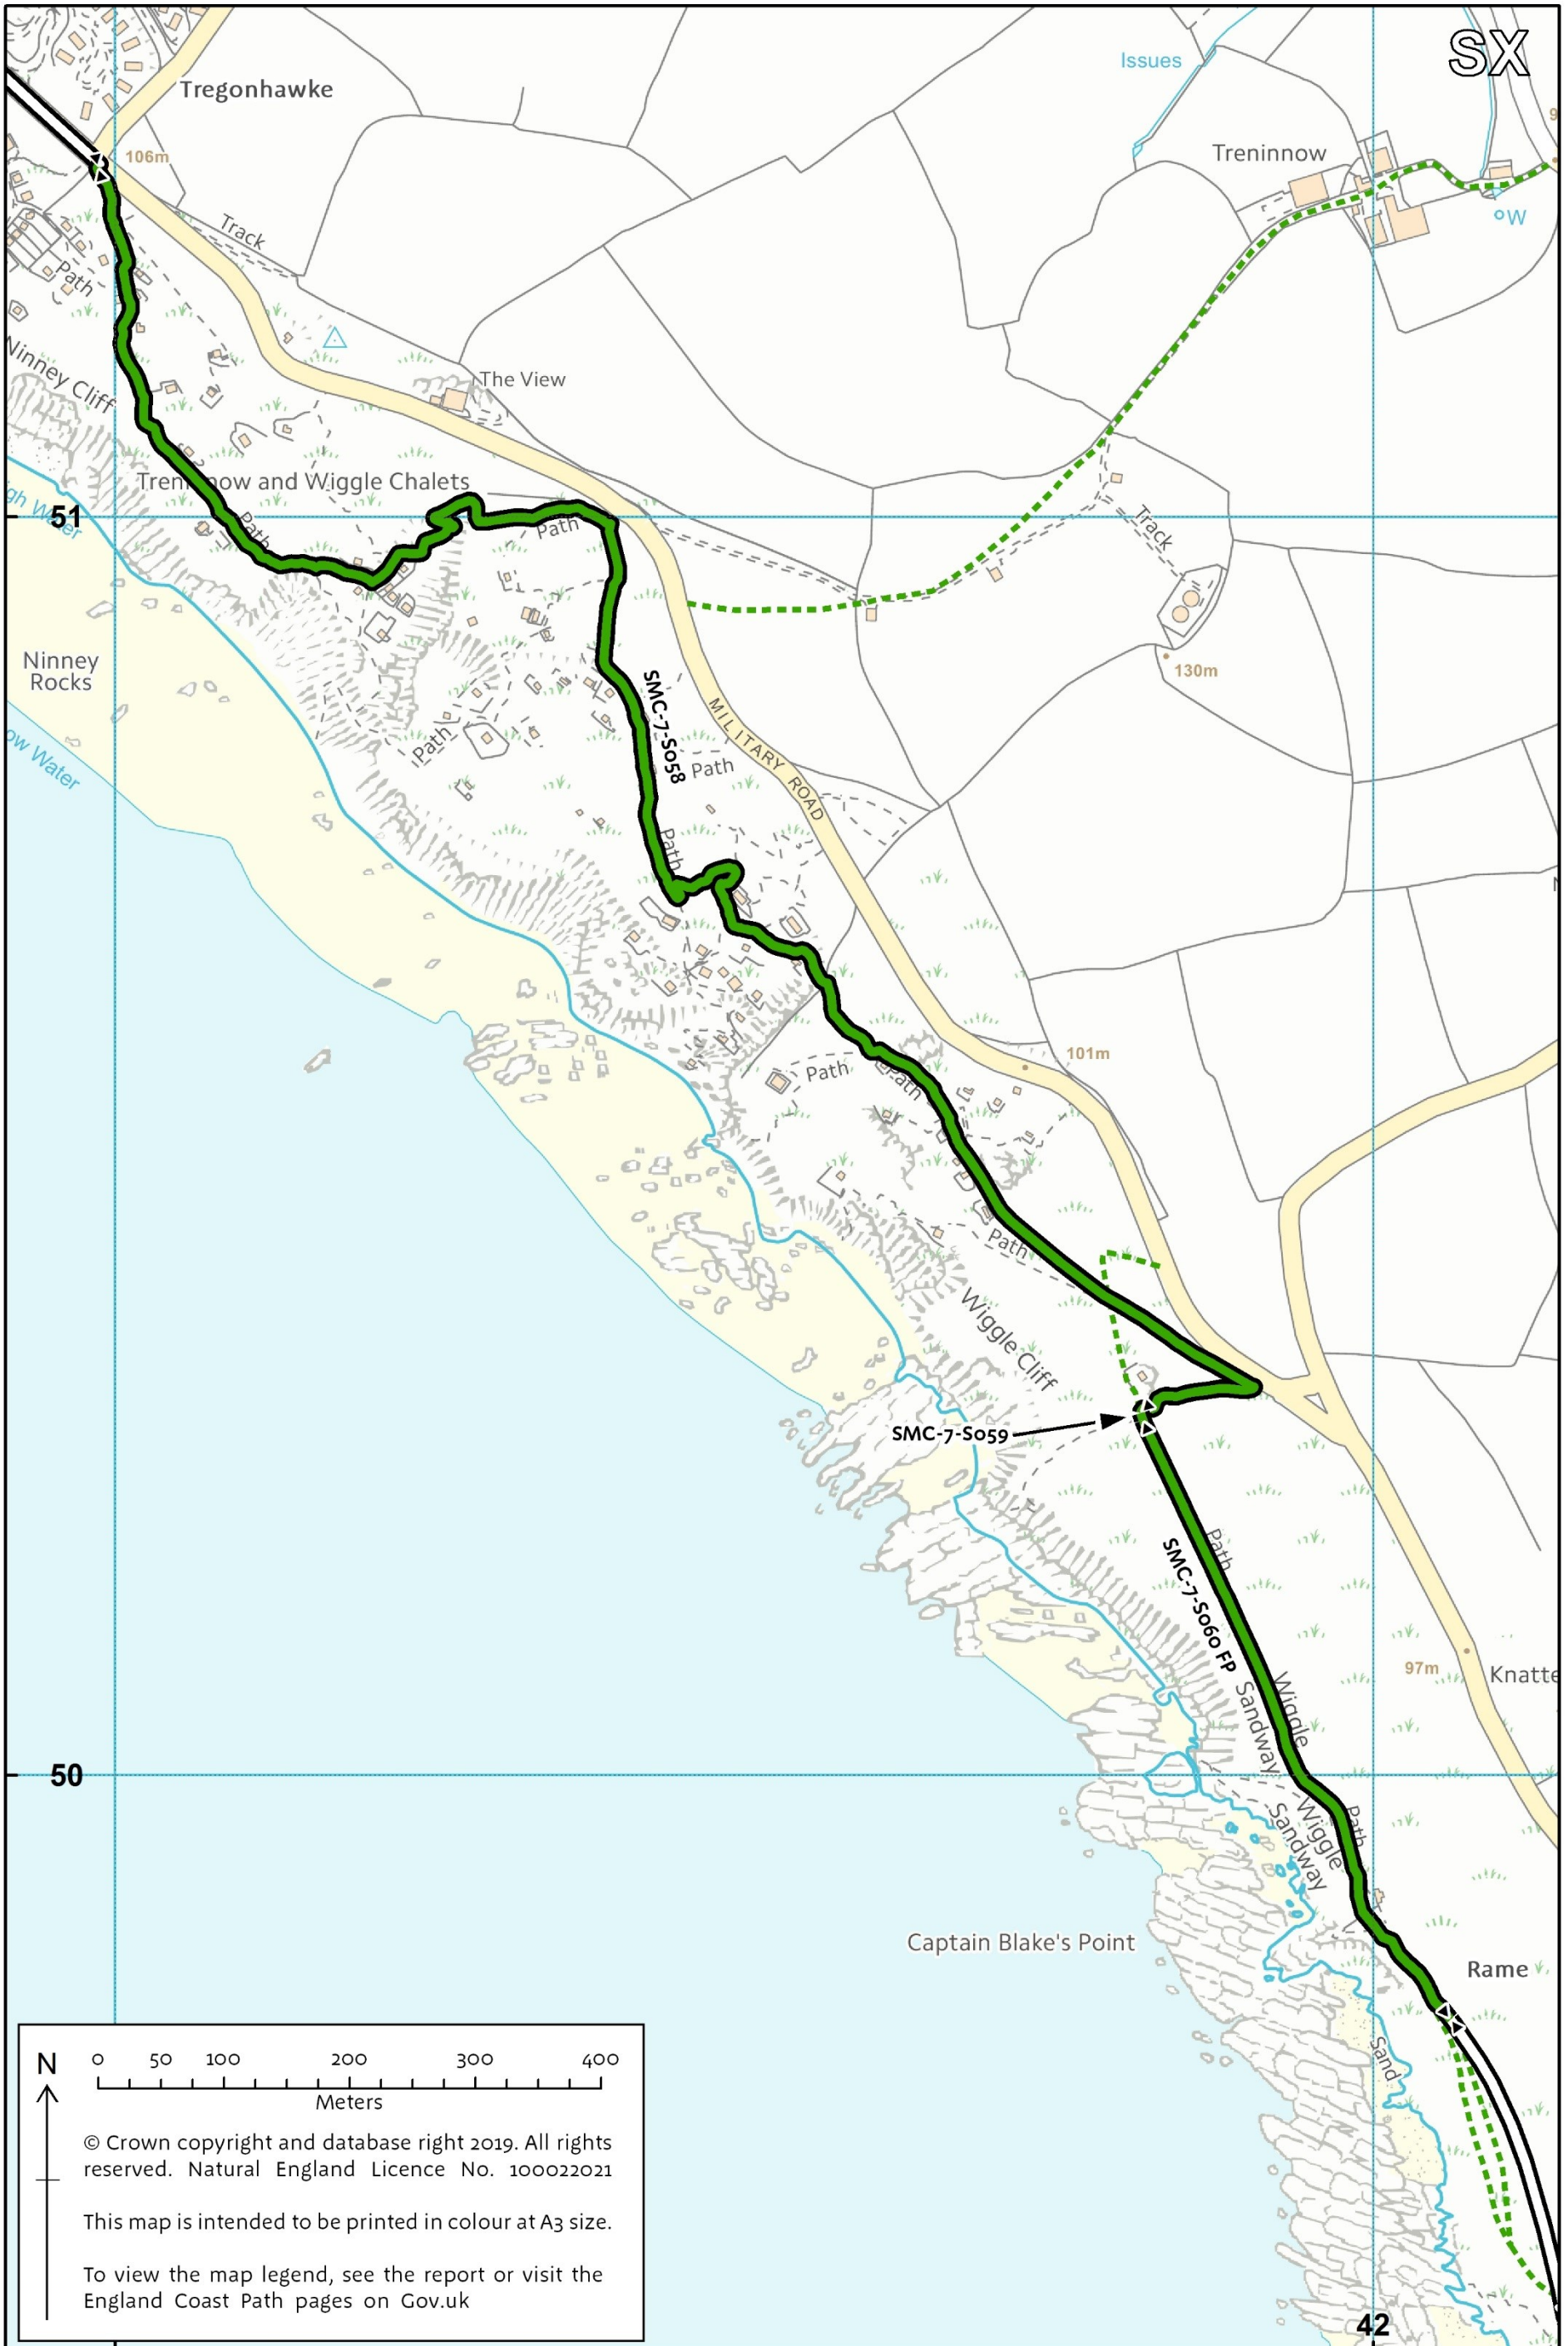 SX
Issues
Tregonhawke
106m
Treninnow
W
Track
Path
Ninney Cliff
The View
Treninnow and Wiggle Chalets
High Water
51
Path
Path
Track
Ninney
Rocks
130m
SMC-7-S058
MILITARY ROAD
Path
Path
Low Water
Path
101m
Path
Path
Path
Wiggle Cliff
SMC-7-S059
Path
SMC-7-S060 FP
97m
Knatte
Wiggle
Sandway
50
Path
Wiggle
Sandway
Captain Blake's Point
Rame
Sand
N
0 50 100 200 300 400
Meters
© Crown copyright and database right 2019. All rights
reserved. Natural England Licence No. 100022021
This map is intended to be printed in colour at A3 size.
To view the map legend, see the report or visit the
England Coast Path pages on Gov.uk
42